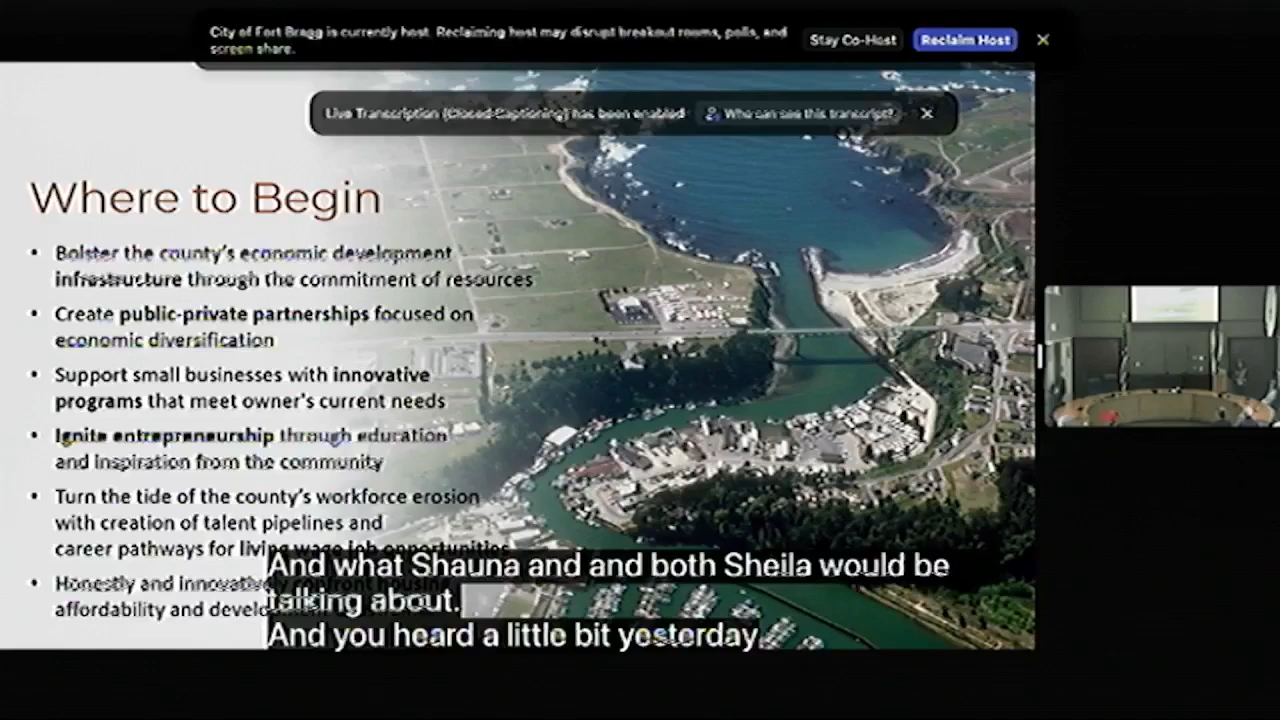 City of Fort Bragg is currently host. Reclaiming host may disrupt breakout rooms, polls, and
screen share.
Stay Co-Host
Reclaim Host
Live Transcription (Closed Captioning) has been enabled
Who can see this transcript?
Where to Begin
• Bolster the county's economic development
infrastructure through the commitment of resources
• Create public-private partnerships focused on
economic diversification
• Support small businesses with innovative
programs that meet owner's current needs
• Ignite entrepreneurship through education
and inspiration from the community
• Turn the tide of the county's workforce erosion
with creation of talent pipelines and
career pathways for living wage job opportunities
• Honestly and innovatively confront housing
affordability and
And what Shauna and and both Sheila would be
talking about.
And you heard a little bit yesterday